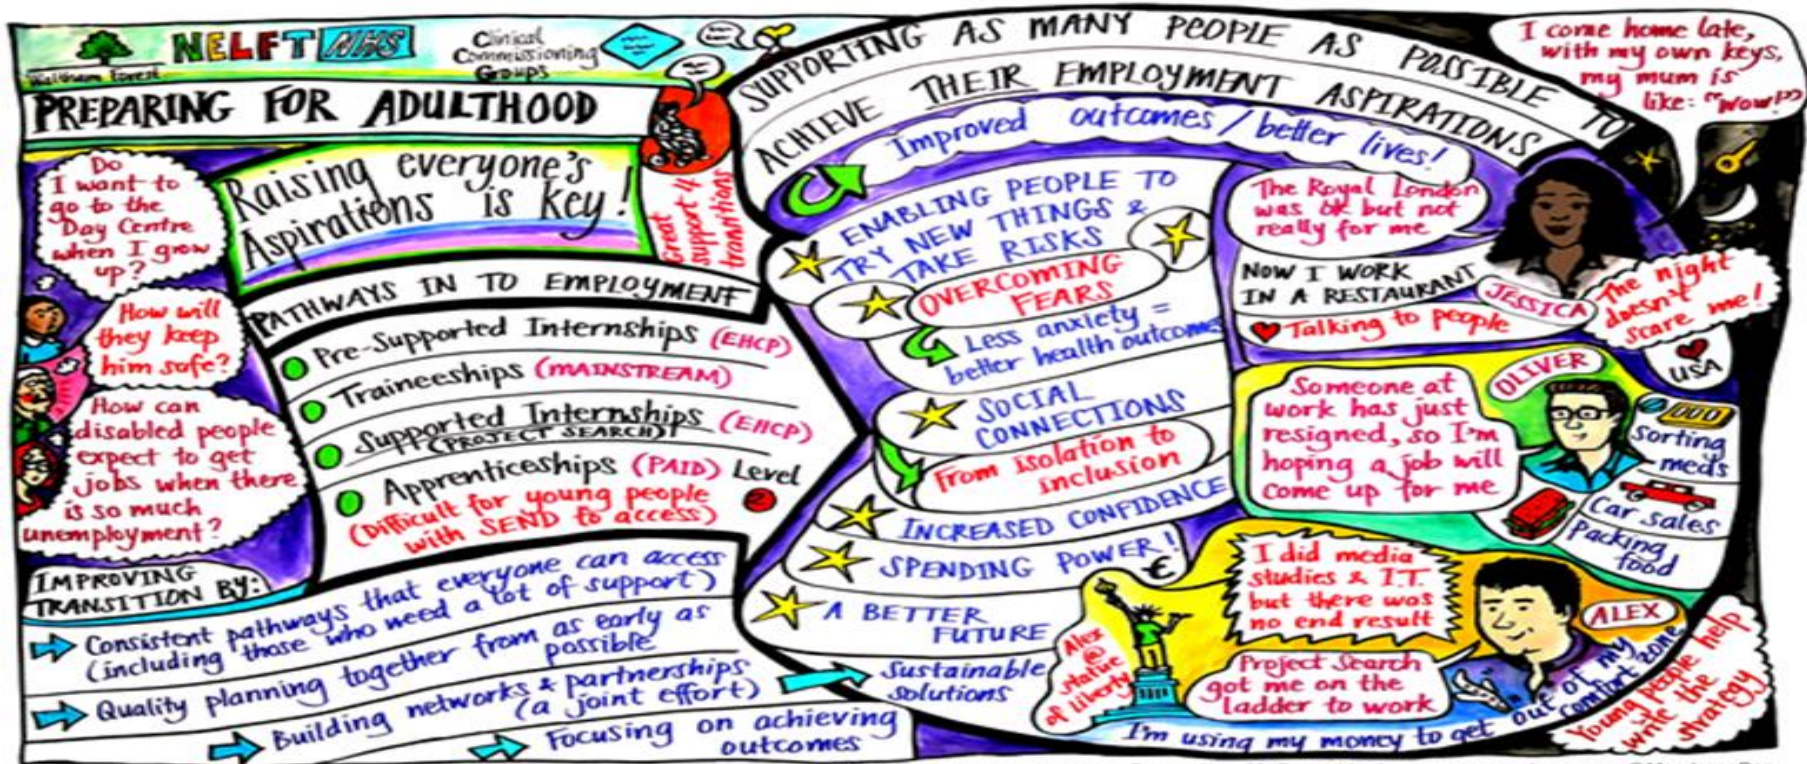 Waltham Forest
NELFT NHS
Clinical
Commissioning
Groups
PREPARING FOR ADULTHOOD
Raising everyone's
Aspirations is key!
Great
support 4
transitions
Do
I want to
go to the
Day Centre
when I grow
up?
How will
they keep
him safe?
How can
disabled people
expect to get
jobs when there
is so much
unemployment?
PATHWAYS IN TO EMPLOYMENT
Pre-Supported Internships (EHCP)
Traineeships (MAINSTREAM)
Supported Internships (EHCP)
(PROJECT SEARCH)
Apprenticeships (PAID) Level
2
(Difficult for young people
with SEND to access)
IMPROVING
TRANSITION BY:
Consistent pathways that everyone can access
(including those who need a lot of support)
Quality planning together from as early as
possible
Building networks & partnerships
(a joint effort)
Focusing on achieving
outcomes
SUPPORTING AS MANY PEOPLE AS POSSIBLE TO
ACHIEVE THEIR EMPLOYMENT ASPIRATIONS
Improved outcomes / better lives!
ENABLING PEOPLE TO
TRY NEW THINGS &
TAKE RISKS
OVERCOMING
FEARS
Less anxiety =
better health outcomes
SOCIAL
CONNECTIONS
From isolation to
inclusion
INCREASED CONFIDENCE
SPENDING POWER!
€
A BETTER
FUTURE
Sustainable
solutions
I come home late,
with my own keys,
my mum is
like: "wow!"
The Royal London
was ok but not
really for me
NOW I WORK
IN A RESTAURANT
JESSICA
Talking to people
The night
doesn't
scare me!
USA
OLIVER
Someone at
work has just
resigned, so I'm
hoping a job will
come up for me
Sorting
meds
Car sales
Packing
food
I did media
studies & I.T.
but there was
no end result
ALEX
Project Search
got me on the
ladder to work
Alex
@
statue
of liberty
I'm using my money to get out of my
comfort zone
Young people help
write the
strategy